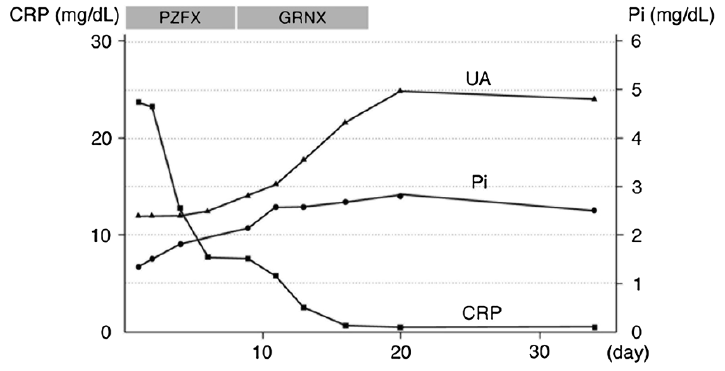 CRP (mg/dL) PZFX GRNX Pi (mg/dL)
30 6
UA
5
20 4
Pi
3
10 2
CRP
1
0 0
10 20 30 (day)